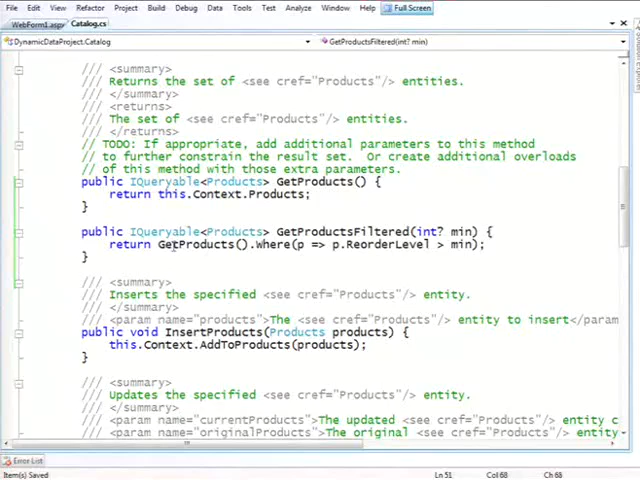 File Edit View Refactor Project Build Debug Data Tools Test Analyze Window Help Full Screen
WebForm1.aspx Catalog.cs
DynamicDataProject.Catalog GetProductsFiltered(int? min)
/// <summary>
/// Returns the set of <see cref="Products"/> entities.
/// </summary>
/// <returns>
/// The set of <see cref="Products"/> entities.
/// </returns>
// TODO: If appropriate, add additional parameters to this method
// to further constrain the result set.  Or create additional overloads
// of this method with those extra parameters.
public IQueryable<Products> GetProducts() {
return this.Context.Products;
}
public IQueryable<Products> GetProductsFiltered(int? min) {
return GetProducts().Where(p => p.ReorderLevel > min);
}
/// <summary>
/// Inserts the specified <see cref="Products"/> entity.
/// </summary>
/// <param name="products">The <see cref="Products"/> entity to insert</param
public void InsertProducts(Products products) {
this.Context.AddToProducts(products);
}
/// <summary>
/// Updates the specified <see cref="Products"/> entity.
/// </summary>
/// <param name="currentProducts">The updated <see cref="Products"/> entity c
/// <param name="originalProducts">The original <see cref="Products"/> entity
Error List
Item(s) Saved Ln 51 Col 68 Ch 68